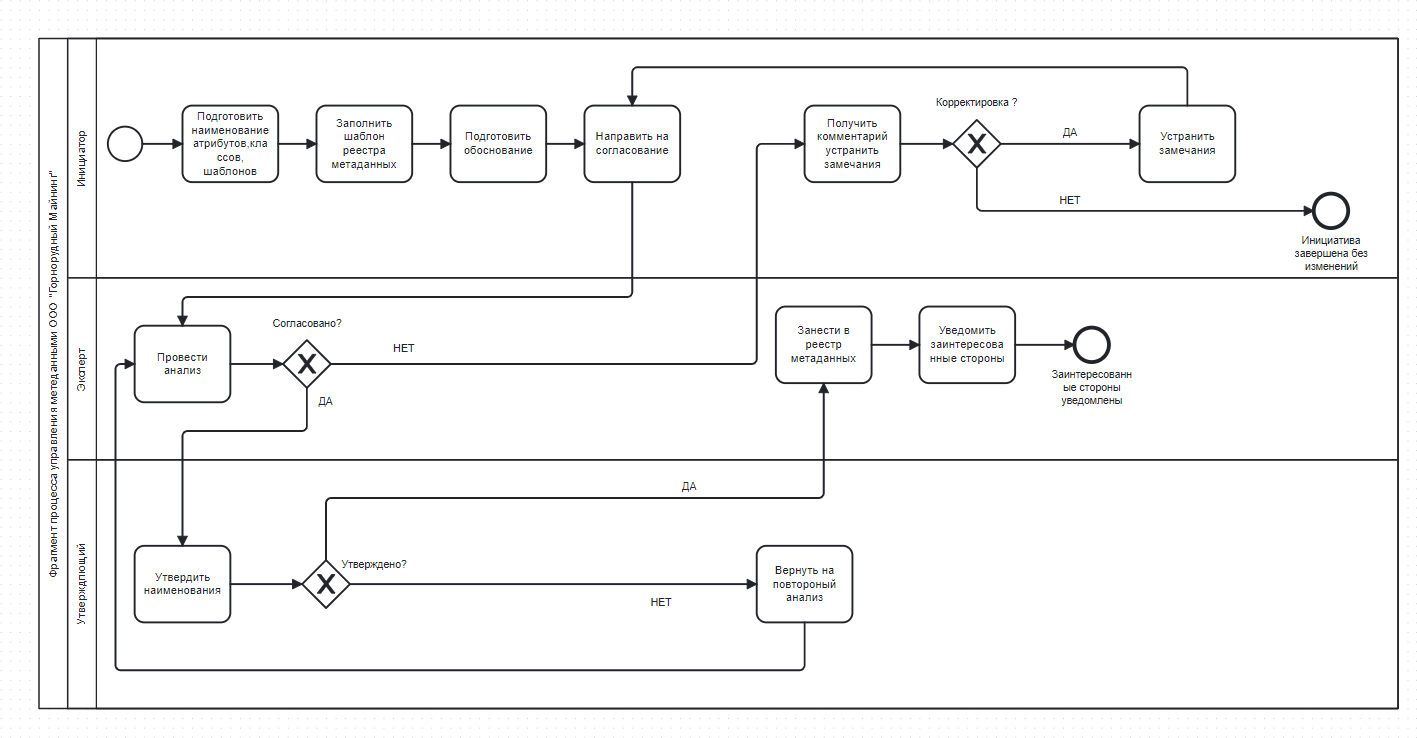 Фрагмент процесса управления метеданными ООО "Горнорудный Майнинг"
Инициатор
Подготовить
наименование
атрибутов,кла
ссов,
шаблонов
Заполнить
шаблон
реестра
метаданных
Подготовить
обоснование
Направить на
согласование
Получить
комментарий
устранить
замечания
Корректировка ?
ДА
Устранить
замечания
НЕТ
Инициатива
завершена без
изменений
Эксперт
Провести
анализ
Согласовано?
НЕТ
ДА
Занести в
реестр
метаданных
Уведомить
заинтересова
нные стороны
Заинтересованн
ые стороны
уведомлены
Утверждпющий
Утвердить
наименования
Утверждено?
ДА
НЕТ
Вернуть на
повтороный
анализ